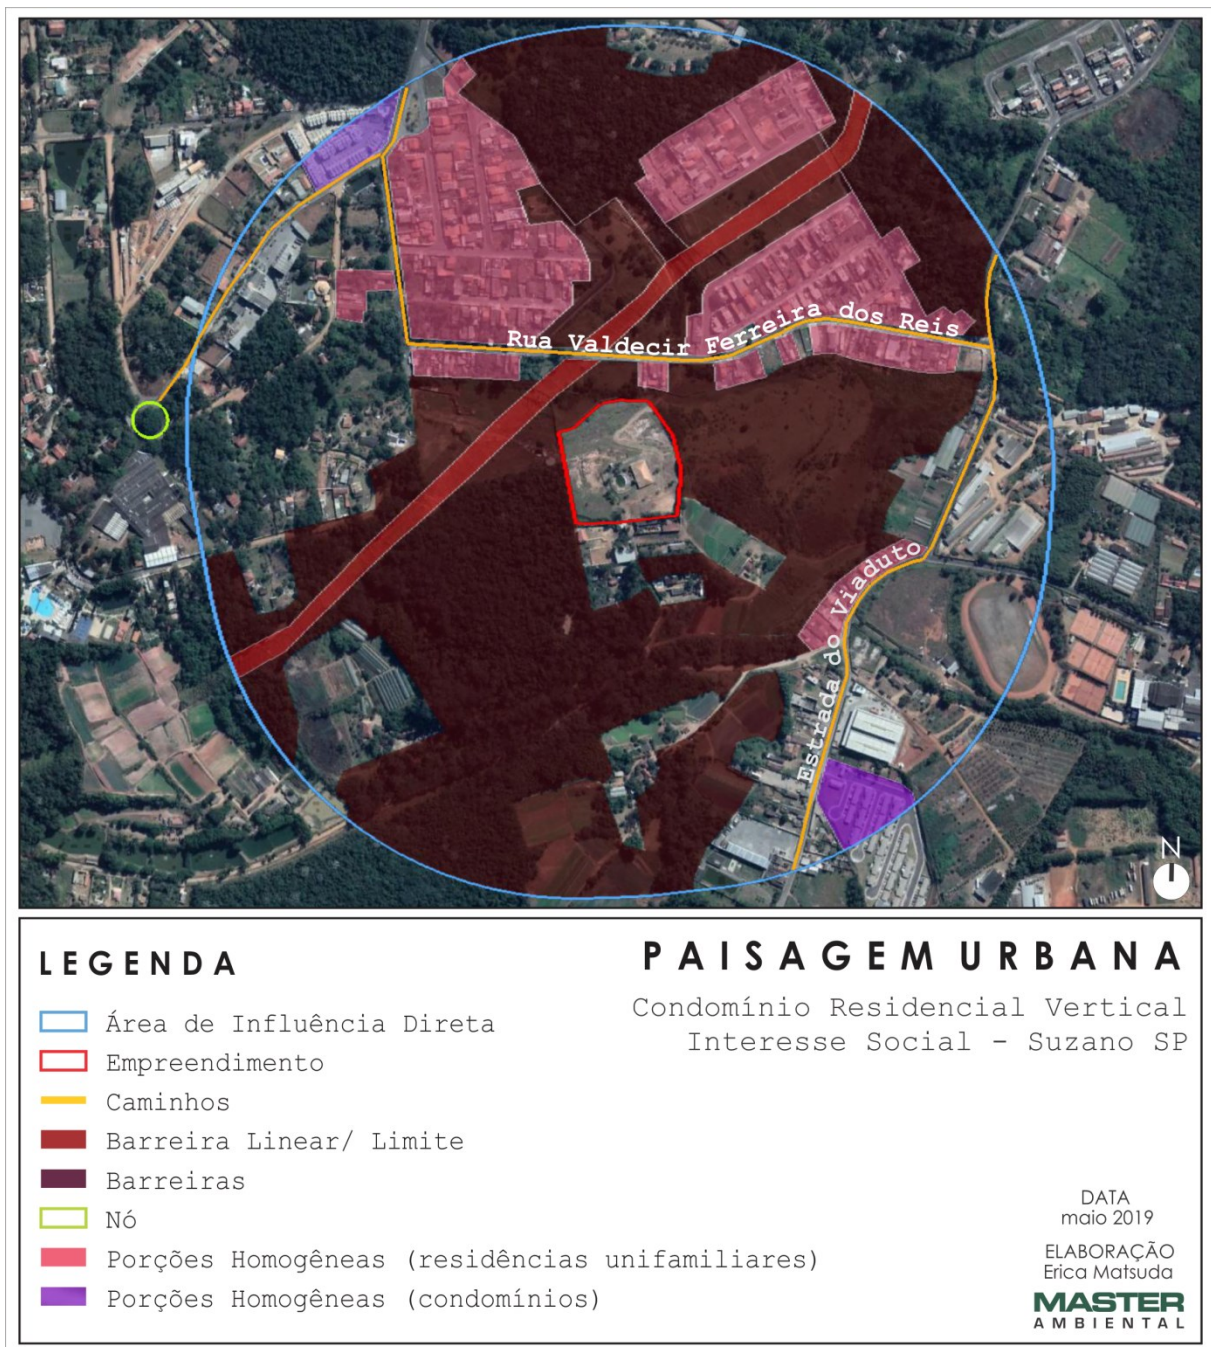 Rua Valdecir Ferreira dos Reis
Estrada do Viaduto
N
LEGENDA
Área de Influência Direta
Empreendimento
Caminhos
Barreira Linear/ Limite
Barreiras
Nó
Porções Homogêneas (residências unifamiliares)
Porções Homogêneas (condomínios)
PAISAGEM URBANA
Condomínio Residencial Vertical
Interesse Social - Suzano SP
DATA
maio 2019
ELABORAÇÃO
Erica Matsuda
MASTER
AMBIENTAL